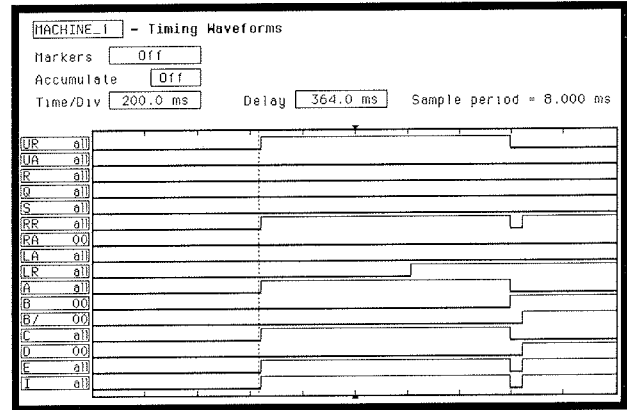 MACHINE_1 - Timing Waveforms
Markers Off
Accumulate Off
Time/Div 200.0 ms Delay 364.0 ms Sample period = 8.000 ms
UR all
UA all
R all
Q all
S all
RR all
RA 00
LA all
LR all
A all
B 00
B/ 00
C all
D 00
E all
I all